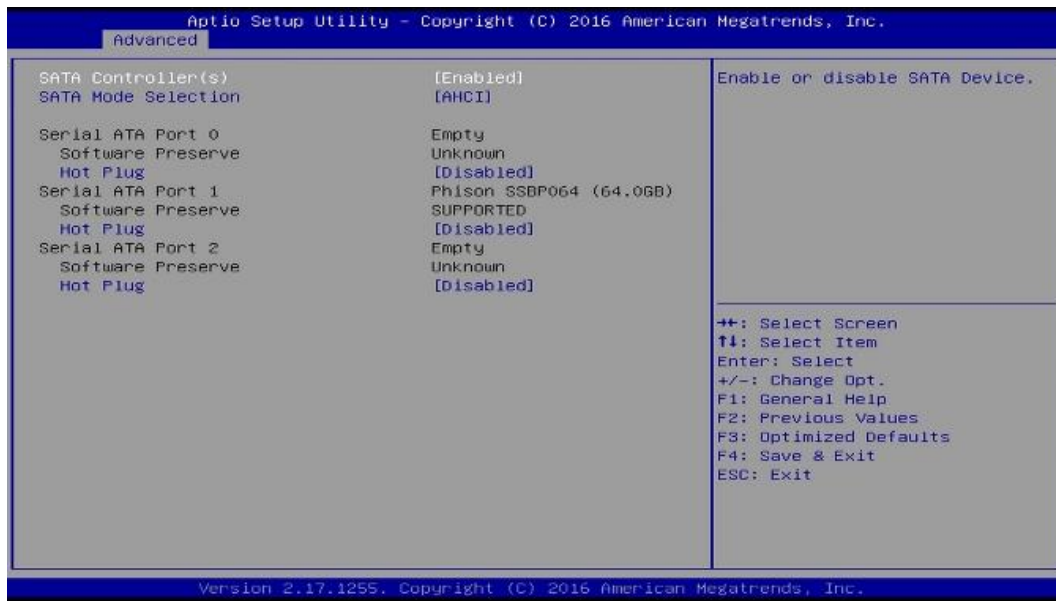 Aptio Setup Utility – Copyright (C) 2016 American Megatrends, Inc.
Advanced
SATA Controller(s) [Enabled]
SATA Mode Selection [AHCI]
Serial ATA Port 0 Empty
Software Preserve Unknown
Hot Plug [Disabled]
Serial ATA Port 1 Phison SSBP064 (64.0GB)
Software Preserve SUPPORTED
Hot Plug [Disabled]
Serial ATA Port 2 Empty
Software Preserve Unknown
Hot Plug [Disabled]
Enable or disable SATA Device.
→←: Select Screen
↑↓: Select Item
Enter: Select
+/-: Change Opt.
F1: General Help
F2: Previous Values
F3: Optimized Defaults
F4: Save & Exit
ESC: Exit
Version 2.17.1255. Copyright (C) 2016 American Megatrends, Inc.